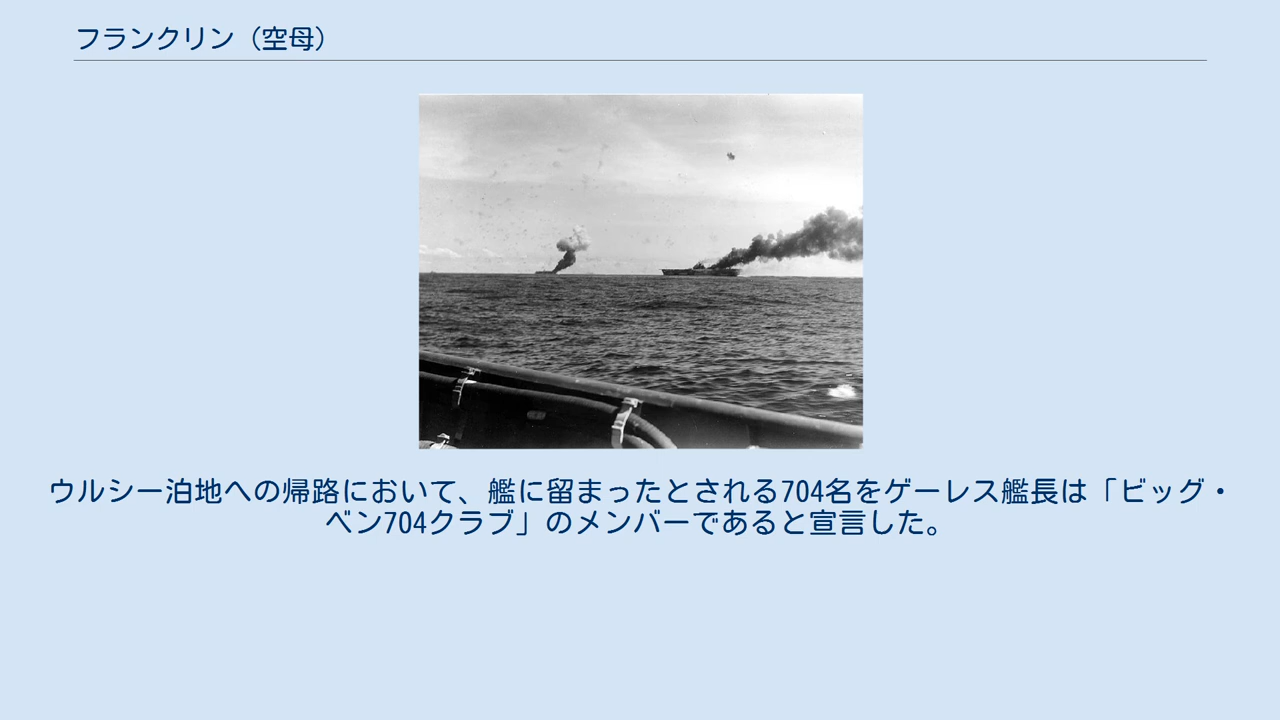 フランクリン（空母）
ウルシー泊地への帰路において、艦に留まったとされる704名をゲーレス艦長は「ビッグ・
ベン704クラブ」のメンバーであると宣言した。